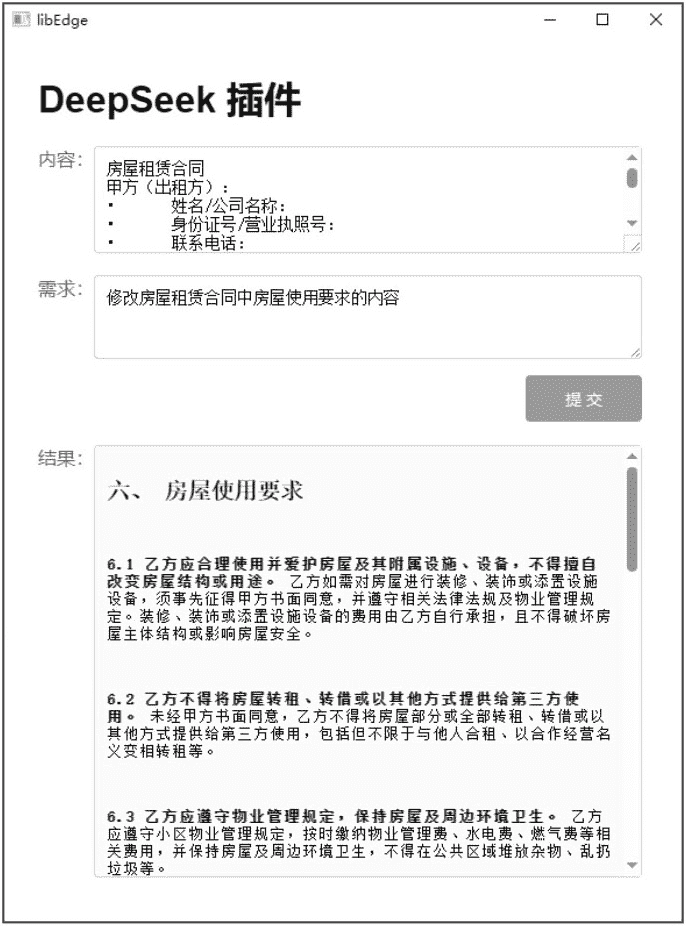 libEdge
DeepSeek 插件
内容：
房屋租赁合同
甲方（出租方）：
▪ 姓名/公司名称：
▪ 身份证号/营业执照号：
▪ 联系电话：
需求：
修改房屋租赁合同中房屋使用要求的内容
提 交
结果：
六、 房屋使用要求
6.1 乙方应合理使用并爱护房屋及其附属设施、设备，不得擅自
改变房屋结构或用途。 乙方如需对房屋进行装修、装饰或添置设施
设备，须事先征得甲方书面同意，并遵守相关法律法规及物业管理规
定。装修、装饰或添置设施设备的费用由乙方自行承担，且不得破坏房
屋主体结构或影响房屋安全。
6.2 乙方不得将房屋转租、转借或以其他方式提供给第三方使
用。 未经甲方书面同意，乙方不得将房屋部分或全部转租、转借或以
其他方式提供给第三方使用，包括但不限于与他人合租、以合作经营名
义变相转租等。
6.3 乙方应遵守物业管理规定，保持房屋及周边环境卫生。 乙方
应遵守小区物业管理规定，按时缴纳物业管理费、水电费、燃气费等相
关费用，并保持房屋及周边环境卫生，不得在公共区域堆放杂物、乱扔
垃圾等。